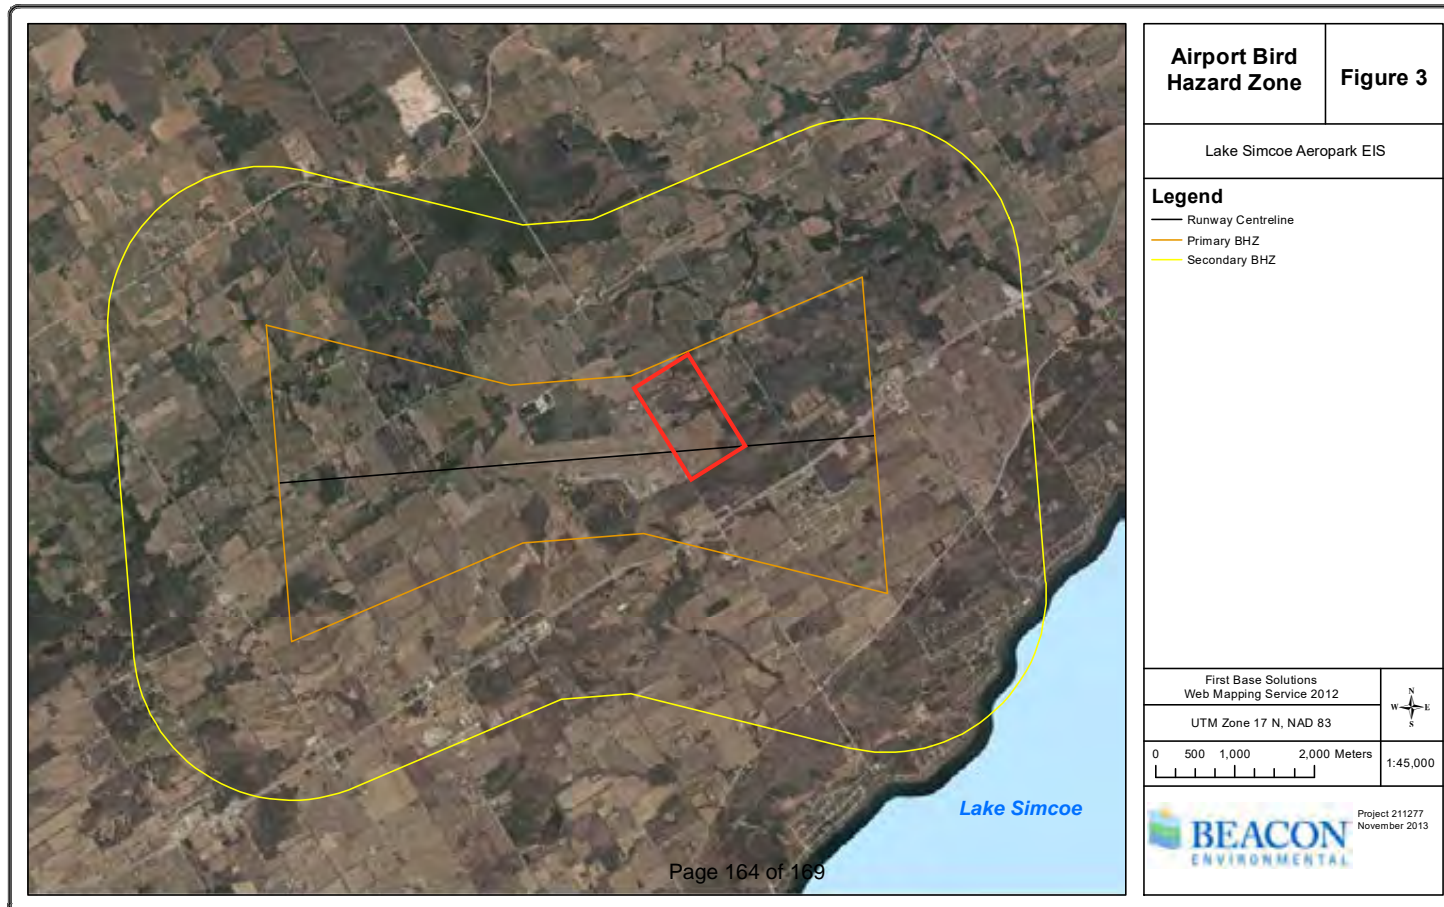 Airport Bird
Hazard Zone
Figure 3
Lake Simcoe Aeropark EIS
Legend
Runway Centreline
Primary BHZ
Secondary BHZ
First Base Solutions
Web Mapping Service 2012
UTM Zone 17 N, NAD 83
N
W E
S
0 500 1,000 2,000 Meters
1:45,000
BEACON
ENVIRONMENTAL
Project 211277
November 2013
Lake Simcoe
Page 164 of 169